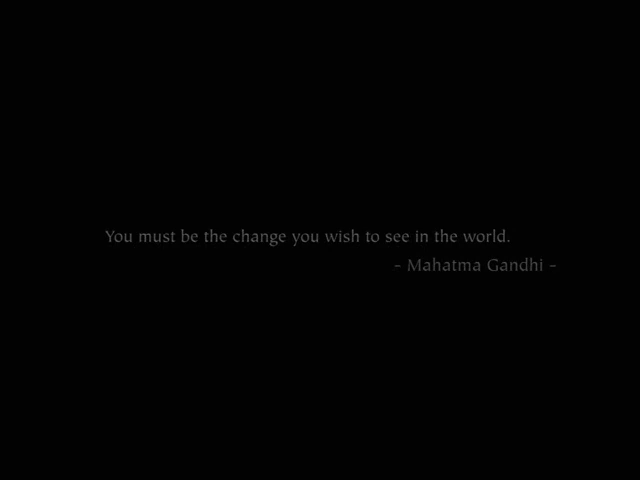 You must be the change you wish to see in the world.
- Mahatma Gandhi -